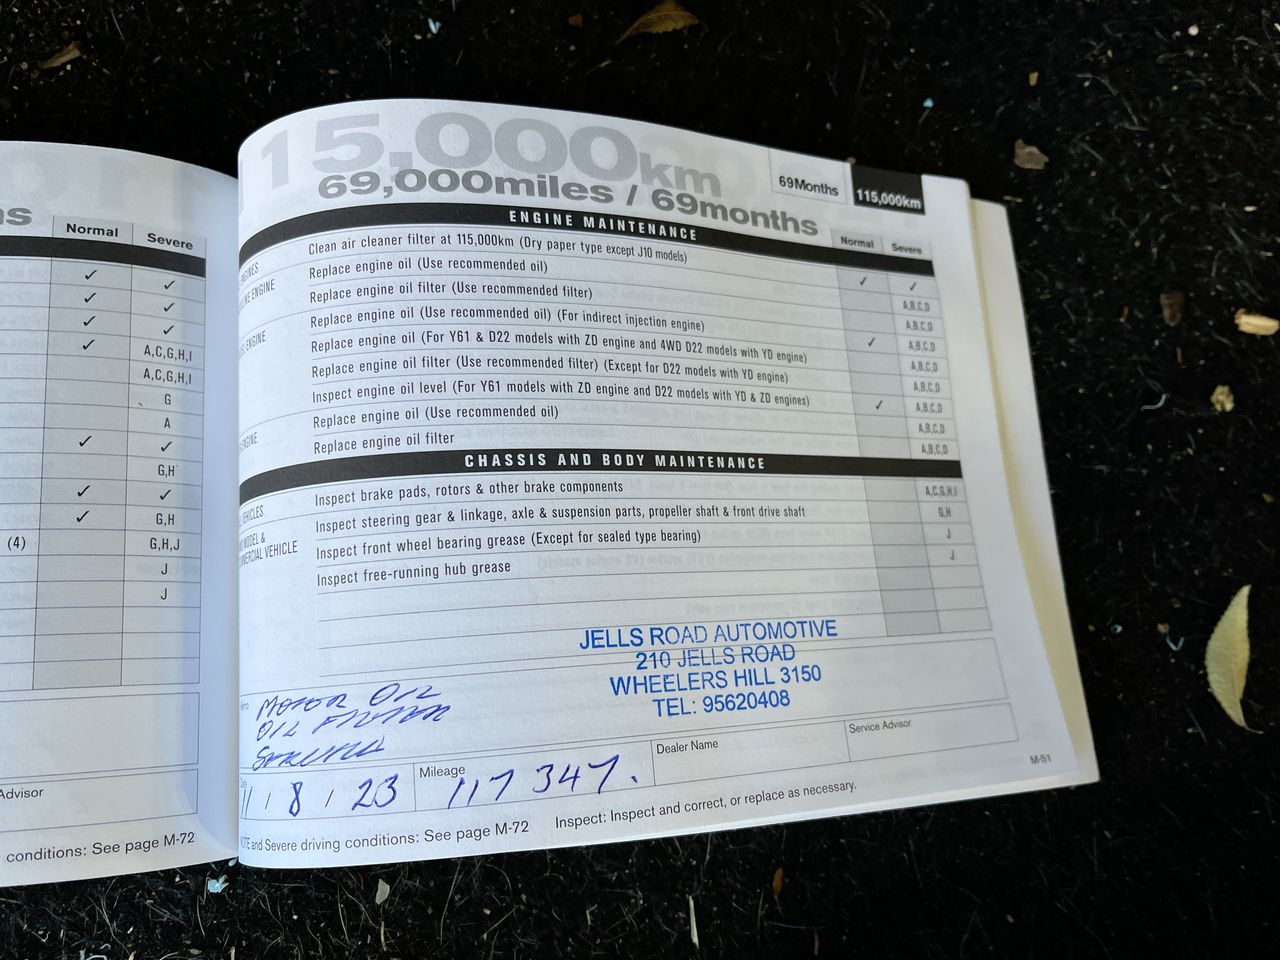 ns
Normal Severe
✓ ✓
✓ ✓
✓ ✓
✓ A,C,G,H,I
A,C,G,H,I
G
A
✓ ✓
G,H
✓ ✓
✓ G,H
(4) G,H,J
J
J
Advisor
conditions: See page M-72
115,000km
69,000miles / 69months
69Months 115,000km
ENGINE MAINTENANCE
Normal Severe
Clean air cleaner filter at 115,000km (Dry paper type except J10 models)
ENGINE
Replace engine oil (Use recommended oil) ✓ ✓
Replace engine oil filter (Use recommended filter) A,B,C,D
Replace engine oil (Use recommended oil) (For indirect injection engine) A,B,C,D
ENGINE
Replace engine oil (For Y61 & D22 models with ZD engine and 4WD D22 models with YD engine) ✓ A,B,C,D
Replace engine oil filter (Use recommended filter) (Except for D22 models with YD engine) A,B,C,D
Inspect engine oil level (For Y61 models with ZD engine and D22 models with YD & ZD engines) A,B,C,D
Replace engine oil (Use recommended oil) ✓ A,B,C,D
ENGINE
Replace engine oil filter A,B,C,D
A,B,C,D
CHASSIS AND BODY MAINTENANCE
Inspect brake pads, rotors & other brake components A,C,G,H,I
VEHICLES
Inspect steering gear & linkage, axle & suspension parts, propeller shaft & front drive shaft G,H
MODEL &
VEHICLE
Inspect front wheel bearing grease (Except for sealed type bearing) J
Inspect free-running hub grease J
JELLS ROAD AUTOMOTIVE
210 JELLS ROAD
WHEELERS HILL 3150
TEL: 95620408
MOTOR OIL
OIL FILTER
Mileage Dealer Name Service Advisor
11 / 8 / 23 117 347.
M-51
and Severe driving conditions: See page M-72 Inspect: Inspect and correct, or replace as necessary.